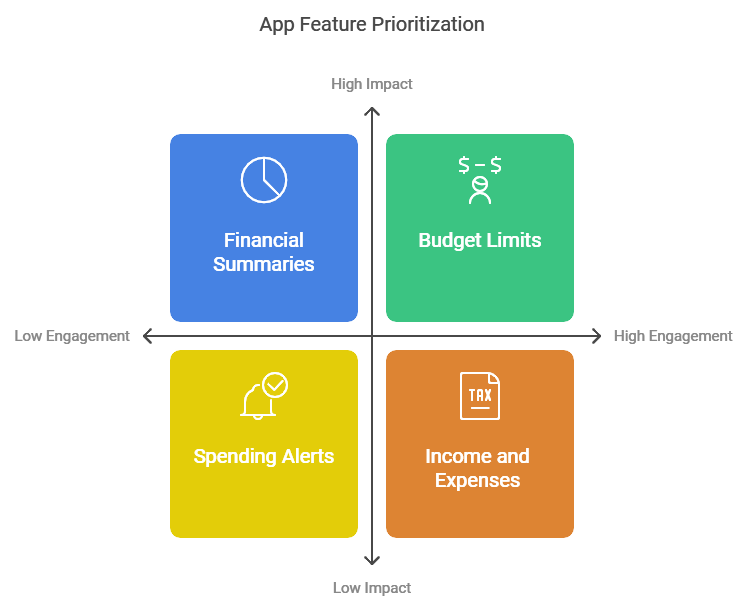 App Feature Prioritization
High Impact
$ – $
Financial
Summaries
Budget Limits
Low Engagement
High Engagement
TAX
Spending Alerts
Income and
Expenses
Low Impact